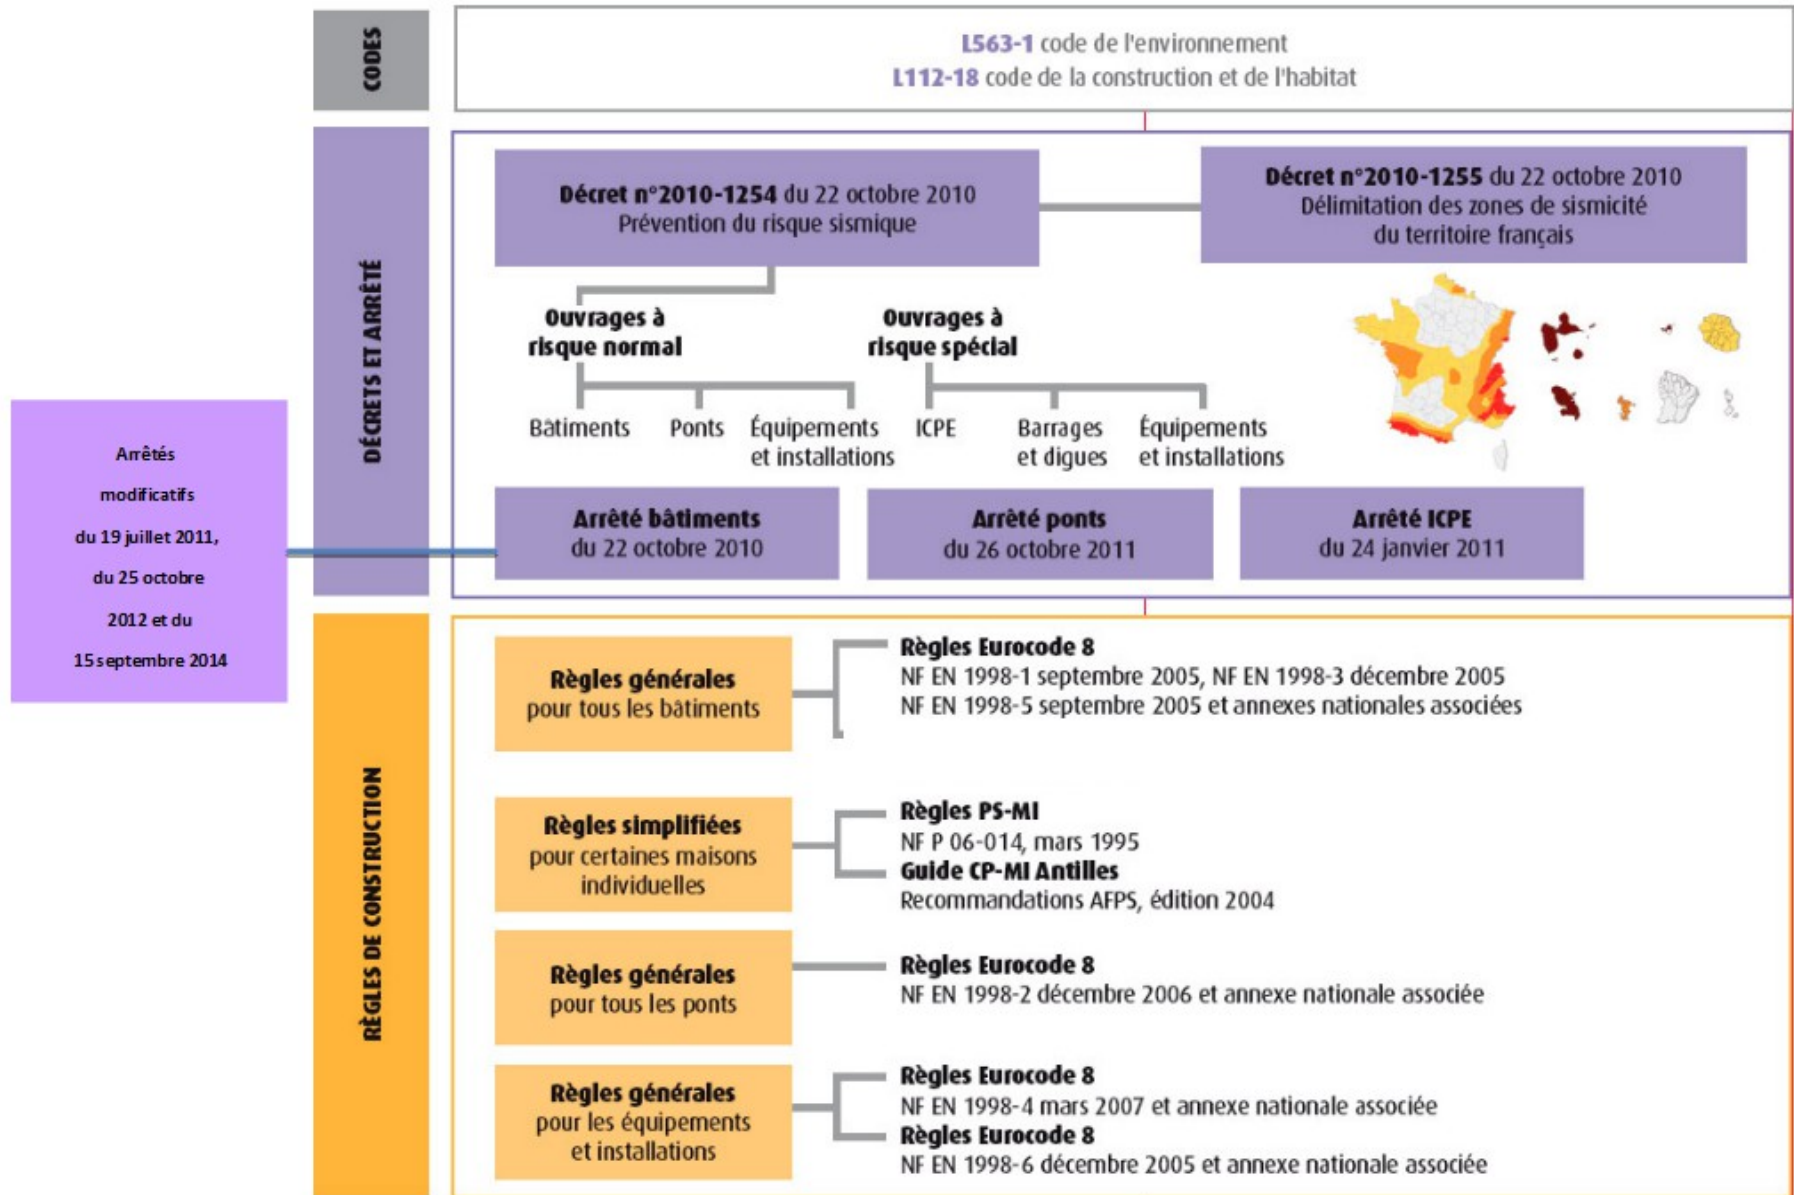 CODES
L563-1 code de l'environnement
L112-18 code de la construction et de l'habitat
DÉCRETS ET ARRÊTÉ
Décret n°2010-1254 du 22 octobre 2010
Prévention du risque sismique
Décret n°2010-1255 du 22 octobre 2010
Délimitation des zones de sismicité
du territoire français
Ouvrages à
risque normal
Bâtiments
Ponts
Équipements
et installations
Ouvrages à
risque spécial
ICPE
Barrages
et digues
Équipements
et installations
Arrêtés
modificatifs
du 19 juillet 2011,
du 25 octobre
2012 et du
15 septembre 2014
Arrêté bâtiments
du 22 octobre 2010
Arrêté ponts
du 26 octobre 2011
Arrêté ICPE
du 24 janvier 2011
RÈGLES DE CONSTRUCTION
Règles générales
pour tous les bâtiments
Règles Eurocode 8
NF EN 1998-1 septembre 2005, NF EN 1998-3 décembre 2005
NF EN 1998-5 septembre 2005 et annexes nationales associées
Règles simplifiées
pour certaines maisons
individuelles
Règles PS-MI
NF P 06-014, mars 1995
Guide CP-MI Antilles
Recommandations AFPS, édition 2004
Règles générales
pour tous les ponts
Règles Eurocode 8
NF EN 1998-2 décembre 2006 et annexe nationale associée
Règles générales
pour les équipements
et installations
Règles Eurocode 8
NF EN 1998-4 mars 2007 et annexe nationale associée
Règles Eurocode 8
NF EN 1998-6 décembre 2005 et annexe nationale associée